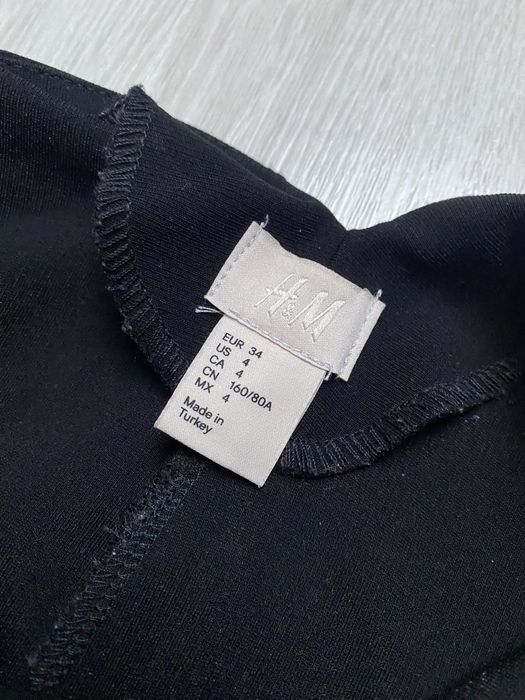 H&M
EUR 34
US 4
CA 4
CN 160/80A
MX 4
Made in
Turkey